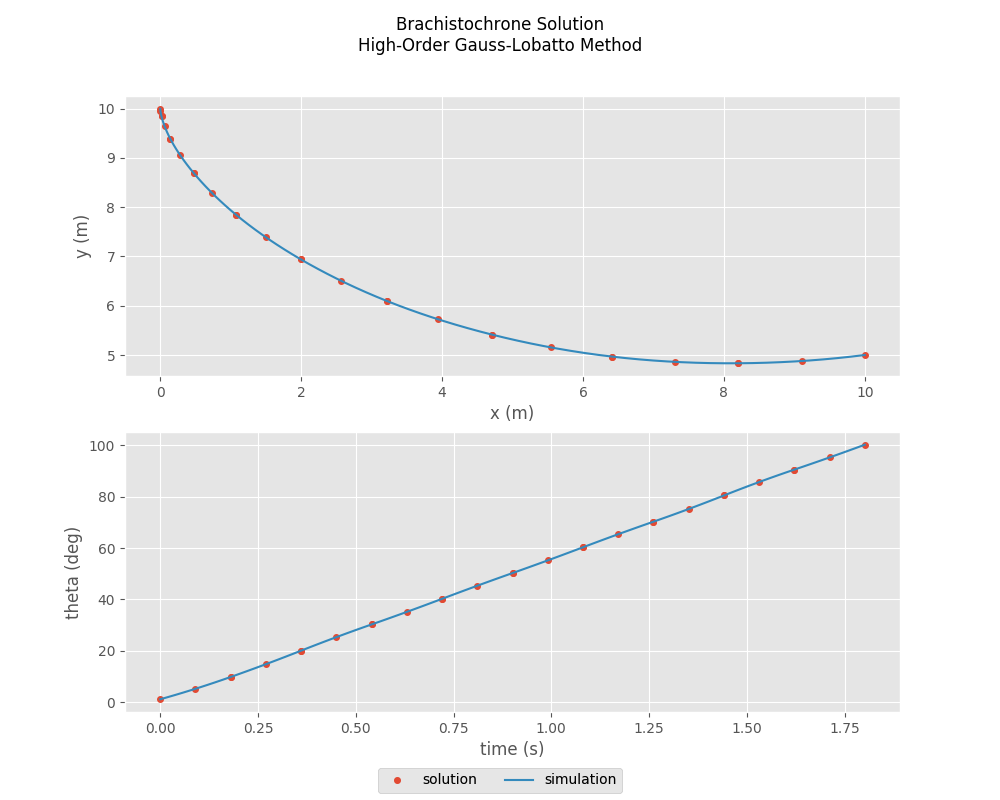 Brachistochrone Solution
High-Order Gauss-Lobatto Method
10
9
8
7
6
5
y (m)
0 2 4 6 8 10
x (m)
100
80
60
40
20
0
theta (deg)
0.00 0.25 0.50 0.75 1.00 1.25 1.50 1.75
time (s)
solution simulation